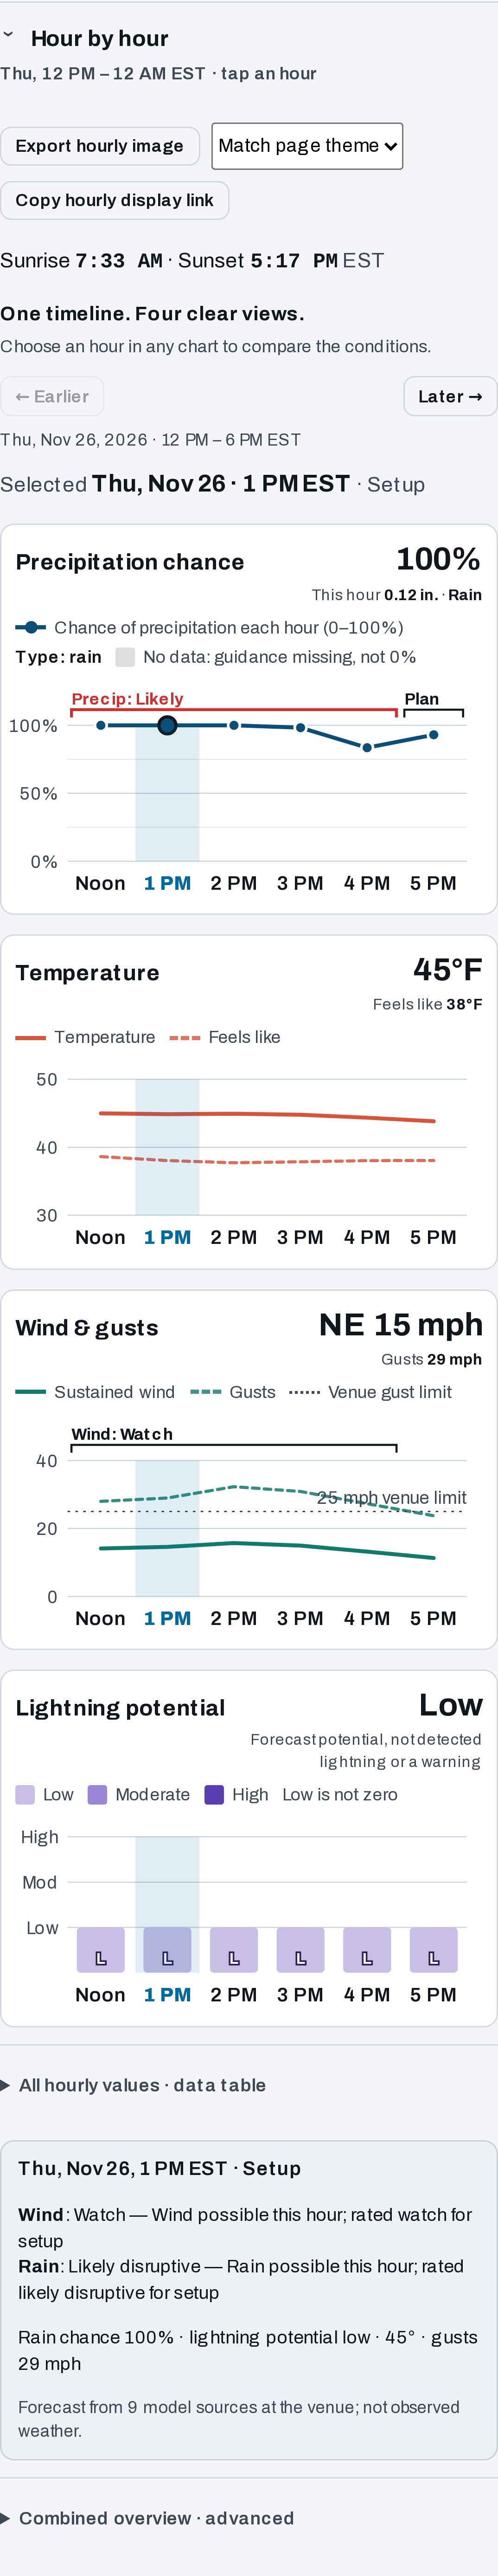 Hour by hour
Thu, 12 PM – 12 AM EST · tap an hour
Export hourly image
Match page theme
Copy hourly display link
Sunrise 7:33 AM · Sunset 5:17 PM EST
One timeline. Four clear views.
Choose an hour in any chart to compare the conditions.
← Earlier
Later →
Thu, Nov 26, 2026 · 12 PM – 6 PM EST
Selected Thu, Nov 26 · 1 PM EST · Setup
Precipitation chance
100%
This hour 0.12 in. · Rain
Chance of precipitation each hour (0–100%)
Type: rain No data: guidance missing, not 0%
Precip: Likely Plan
100%
50%
0%
Noon 1 PM 2 PM 3 PM 4 PM 5 PM
Temperature
45°F
Feels like 38°F
Temperature Feels like
50
40
30
Noon 1 PM 2 PM 3 PM 4 PM 5 PM
Wind & gusts
NE 15 mph
Gusts 29 mph
Sustained wind Gusts Venue gust limit
Wind: Watch
40
25 mph venue limit
20
0
Noon 1 PM 2 PM 3 PM 4 PM 5 PM
Lightning potential
Low
Forecast potential, not detected
lightning or a warning
Low Moderate High Low is not zero
High
Mod
Low
L L L L L L
Noon 1 PM 2 PM 3 PM 4 PM 5 PM
All hourly values · data table
Thu, Nov 26, 1 PM EST · Setup
Wind: Watch — Wind possible this hour; rated watch for
setup
Rain: Likely disruptive — Rain possible this hour; rated
likely disruptive for setup
Rain chance 100% · lightning potential low · 45° · gusts
29 mph
Forecast from 9 model sources at the venue; not observed
weather.
Combined overview · advanced